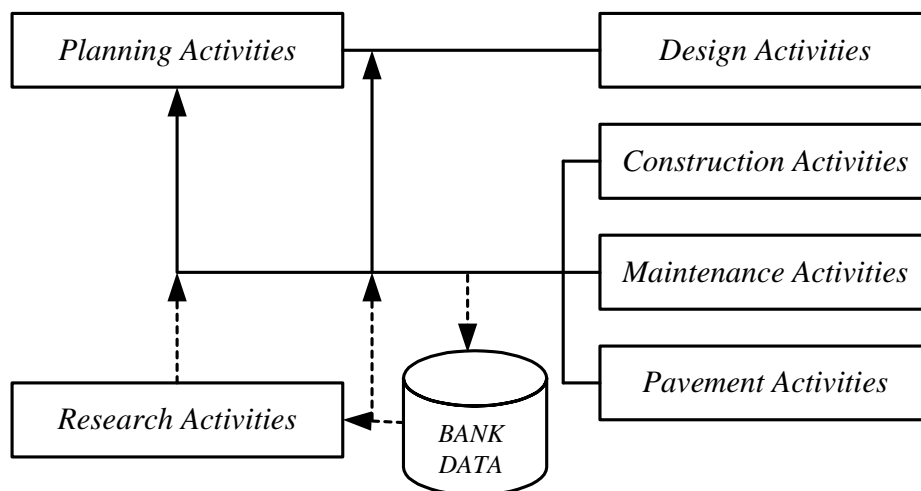 Planning Activities
Design Activities
Construction Activities
Maintenance Activities
Pavement Activities
Research Activities
BANK
DATA